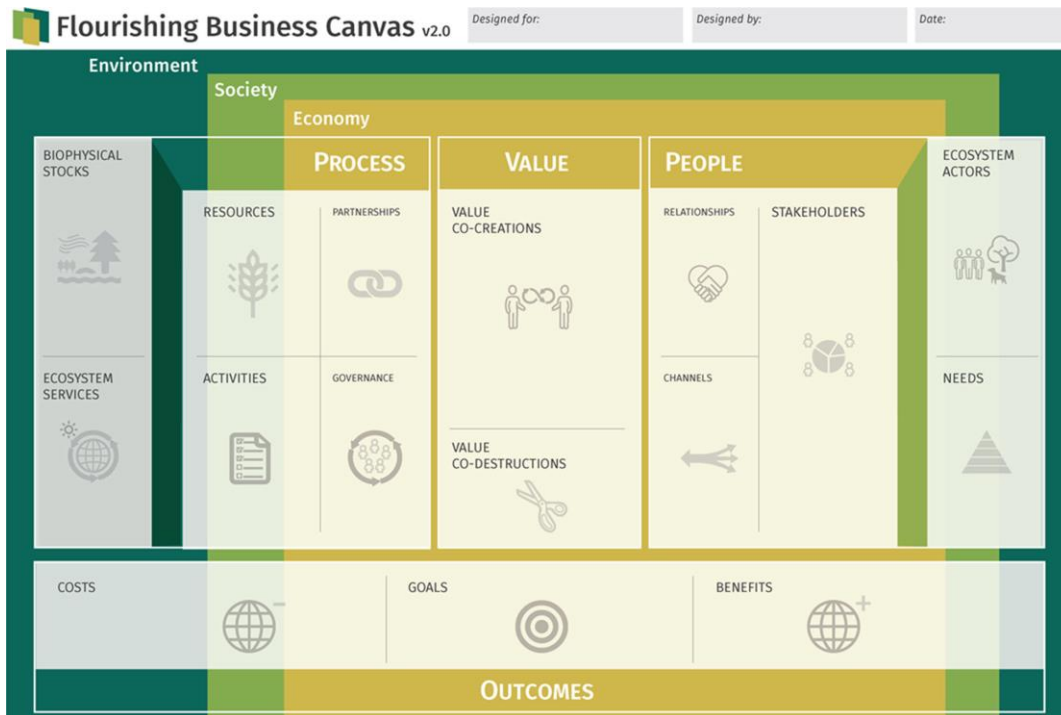 Flourishing Business Canvas v2.0
Designed for:
Designed by:
Date:
Environment
Society
Economy
BIOPHYSICAL
STOCKS
PROCESS
VALUE
PEOPLE
ECOSYSTEM
ACTORS
RESOURCES
PARTNERSHIPS
VALUE
CO-CREATIONS
RELATIONSHIPS
STAKEHOLDERS
ECOSYSTEM
SERVICES
ACTIVITIES
GOVERNANCE
VALUE
CO-DESTRUCTIONS
CHANNELS
NEEDS
COSTS
GOALS
BENEFITS
OUTCOMES